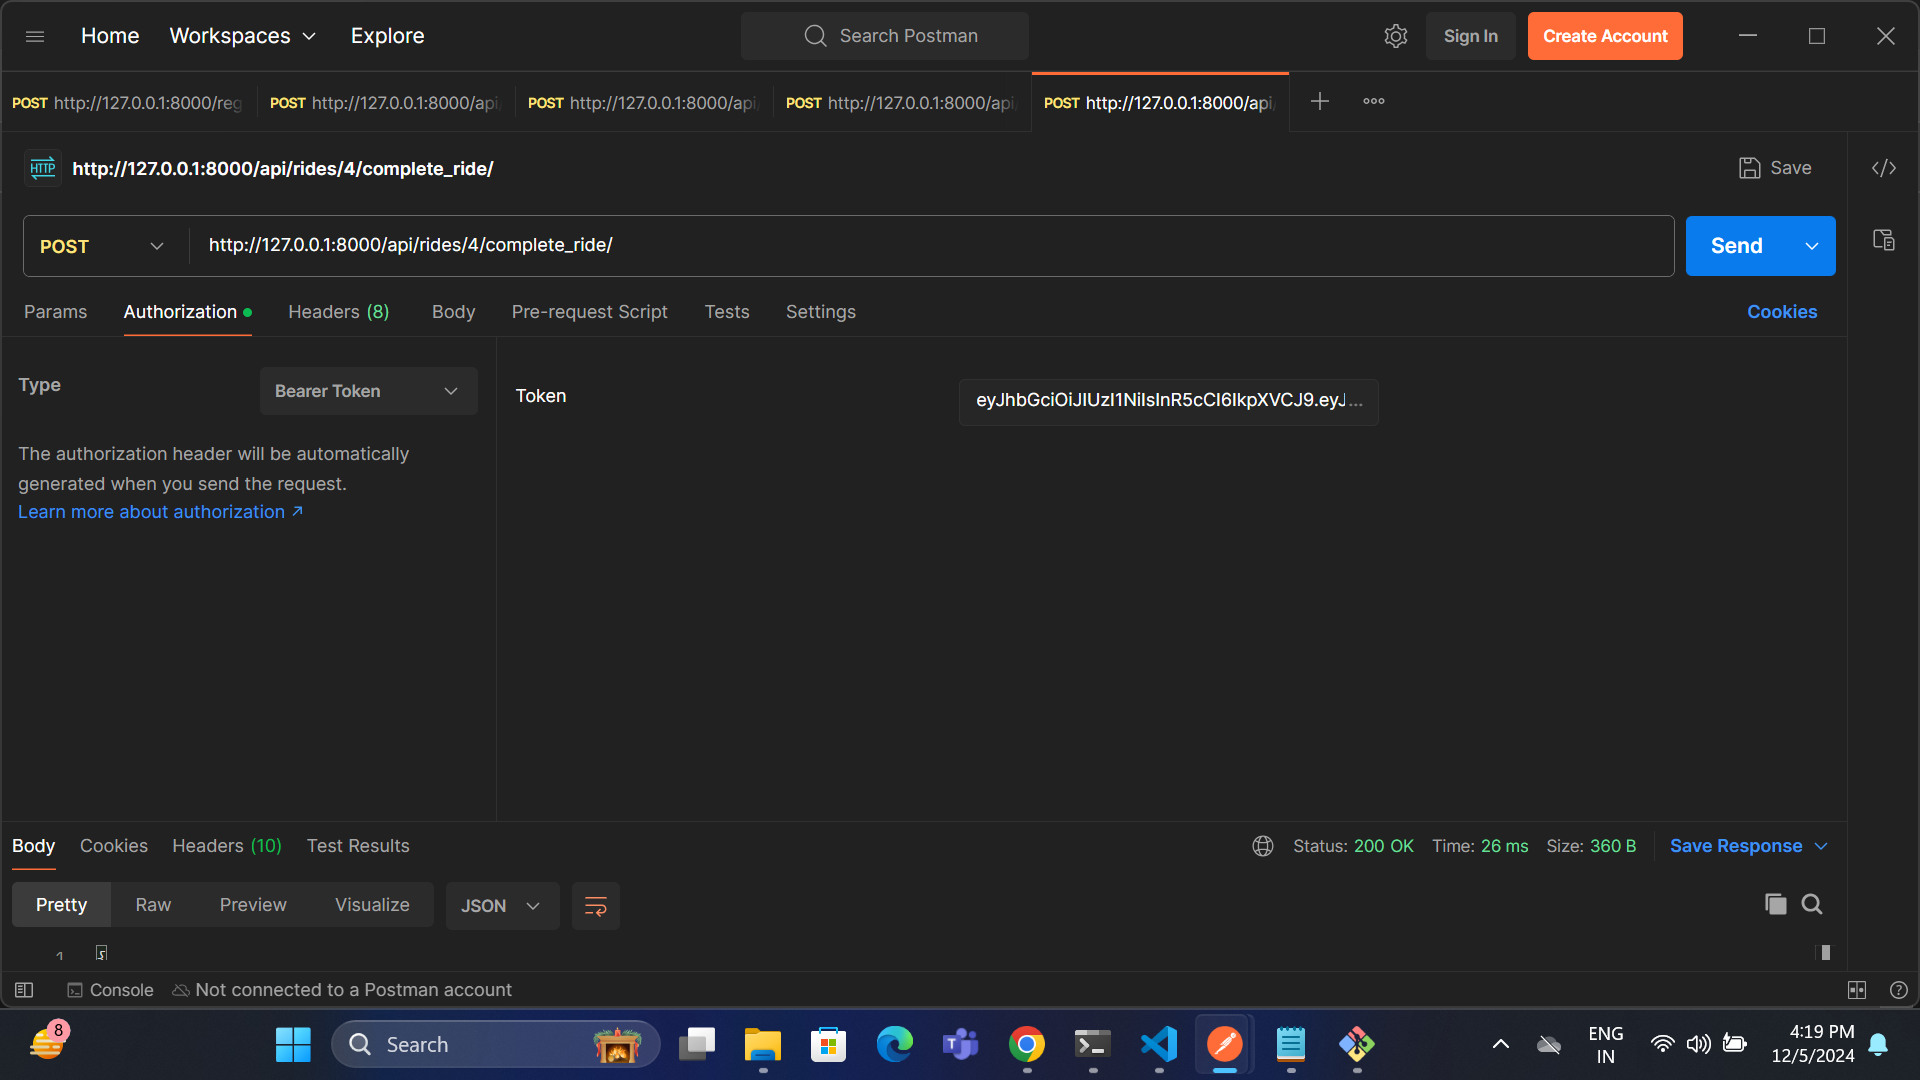 Home Workspaces Explore Search Postman Sign In Create Account
POST http://127.0.0.1:8000/reg POST http://127.0.0.1:8000/api/ POST http://127.0.0.1:8000/api/ POST http://127.0.0.1:8000/api/ POST http://127.0.0.1:8000/api/
HTTP http://127.0.0.1:8000/api/rides/4/complete_ride/ Save
POST http://127.0.0.1:8000/api/rides/4/complete_ride/ Send
Params Authorization Headers (8) Body Pre-request Script Tests Settings Cookies
Type Bearer Token
Token eyJhbGciOiJIUzI1NiIsInR5cCI6IkpXVCJ9.eyJ...
The authorization header will be automatically
generated when you send the request.
Learn more about authorization ↗
Body Cookies Headers (10) Test Results Status: 200 OK Time: 26 ms Size: 360 B Save Response
Pretty Raw Preview Visualize JSON
1 {
Console Not connected to a Postman account
8 Search ENG 4:19 PM
IN 12/5/2024